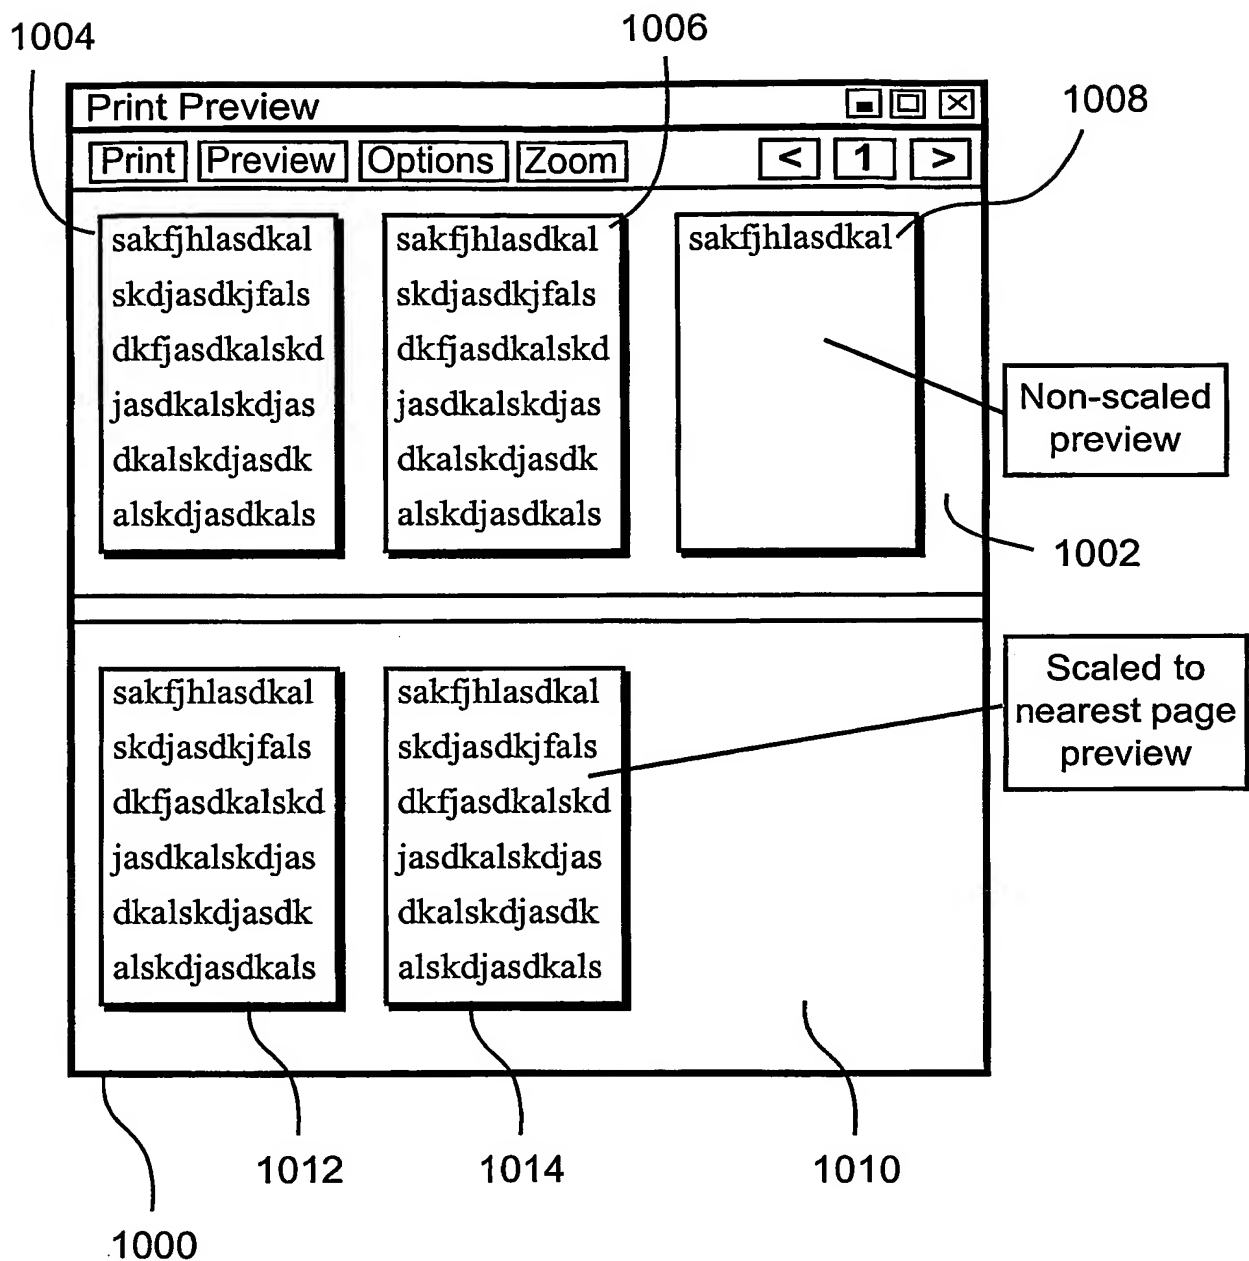 1004
1006
1008
Print Preview
Print Preview Options Zoom < 1 >
sakfjhlasdkal
skdjasdkjfals
dkfjasdkalskd
jasdkalskdjas
dkalskdjasdk
alskdjasdkals
sakfjhlasdkal
skdjasdkjfals
dkfjasdkalskd
jasdkalskdjas
dkalskdjasdk
alskdjasdkals
sakfjhlasdkal
Non-scaled
preview
1002
sakfjhlasdkal
skdjasdkjfals
dkfjasdkalskd
jasdkalskdjas
dkalskdjasdk
alskdjasdkals
sakfjhlasdkal
skdjasdkjfals
dkfjasdkalskd
jasdkalskdjas
dkalskdjasdk
alskdjasdkals
Scaled to
nearest page
preview
1012
1014
1010
1000